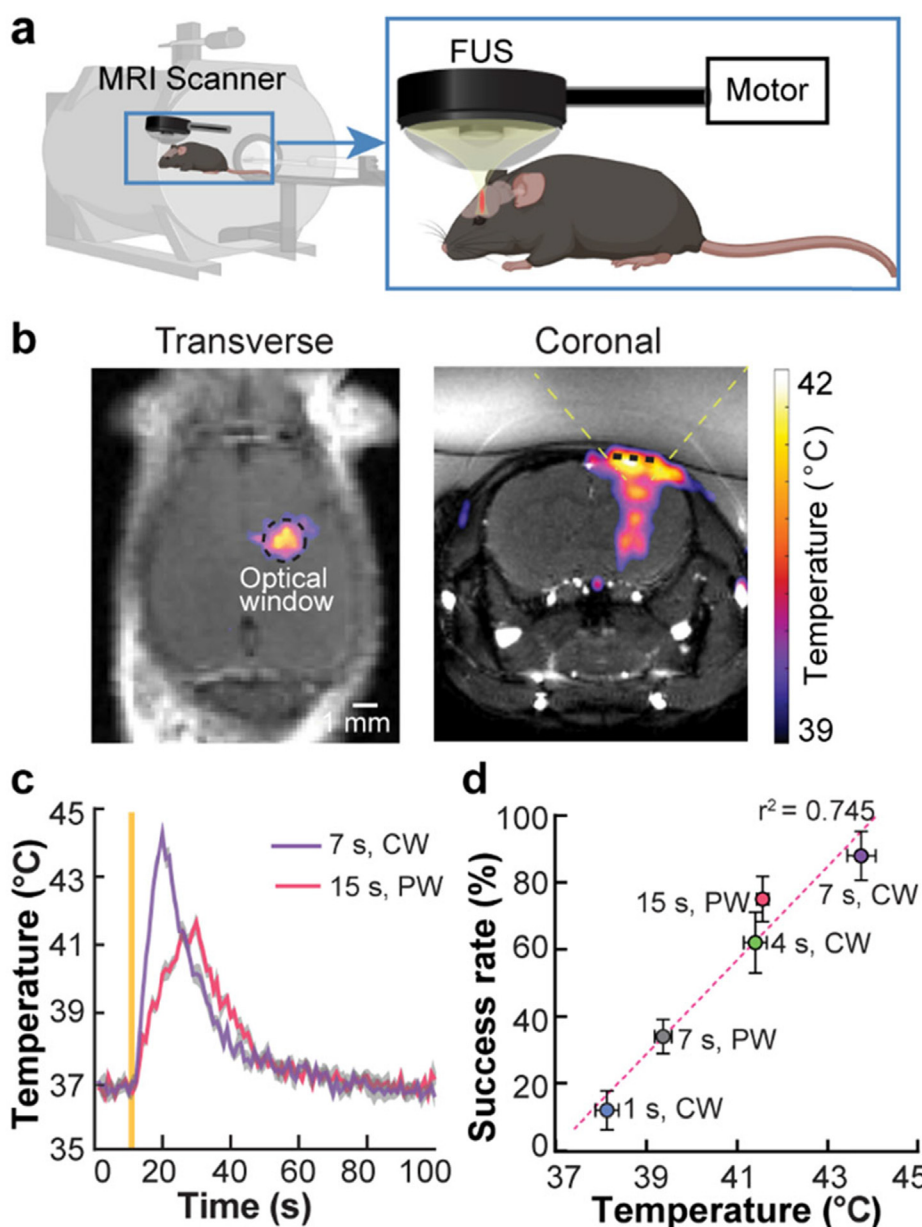 a
MRI Scanner
FUS
Motor
b
Transverse
Coronal
Optical
window
1 mm
42
Temperature (°C)
39
c
45
43
41
39
37
35
7 s, CW
15 s, PW
0 20 40 60 80 100
Temperature (°C)
Time (s)
d
100
80
60
40
20
0
r² = 0.745
15 s, PW
7 s, CW
4 s, CW
7 s, PW
1 s, CW
37 39 41 43 45
Success rate (%)
Temperature (°C)